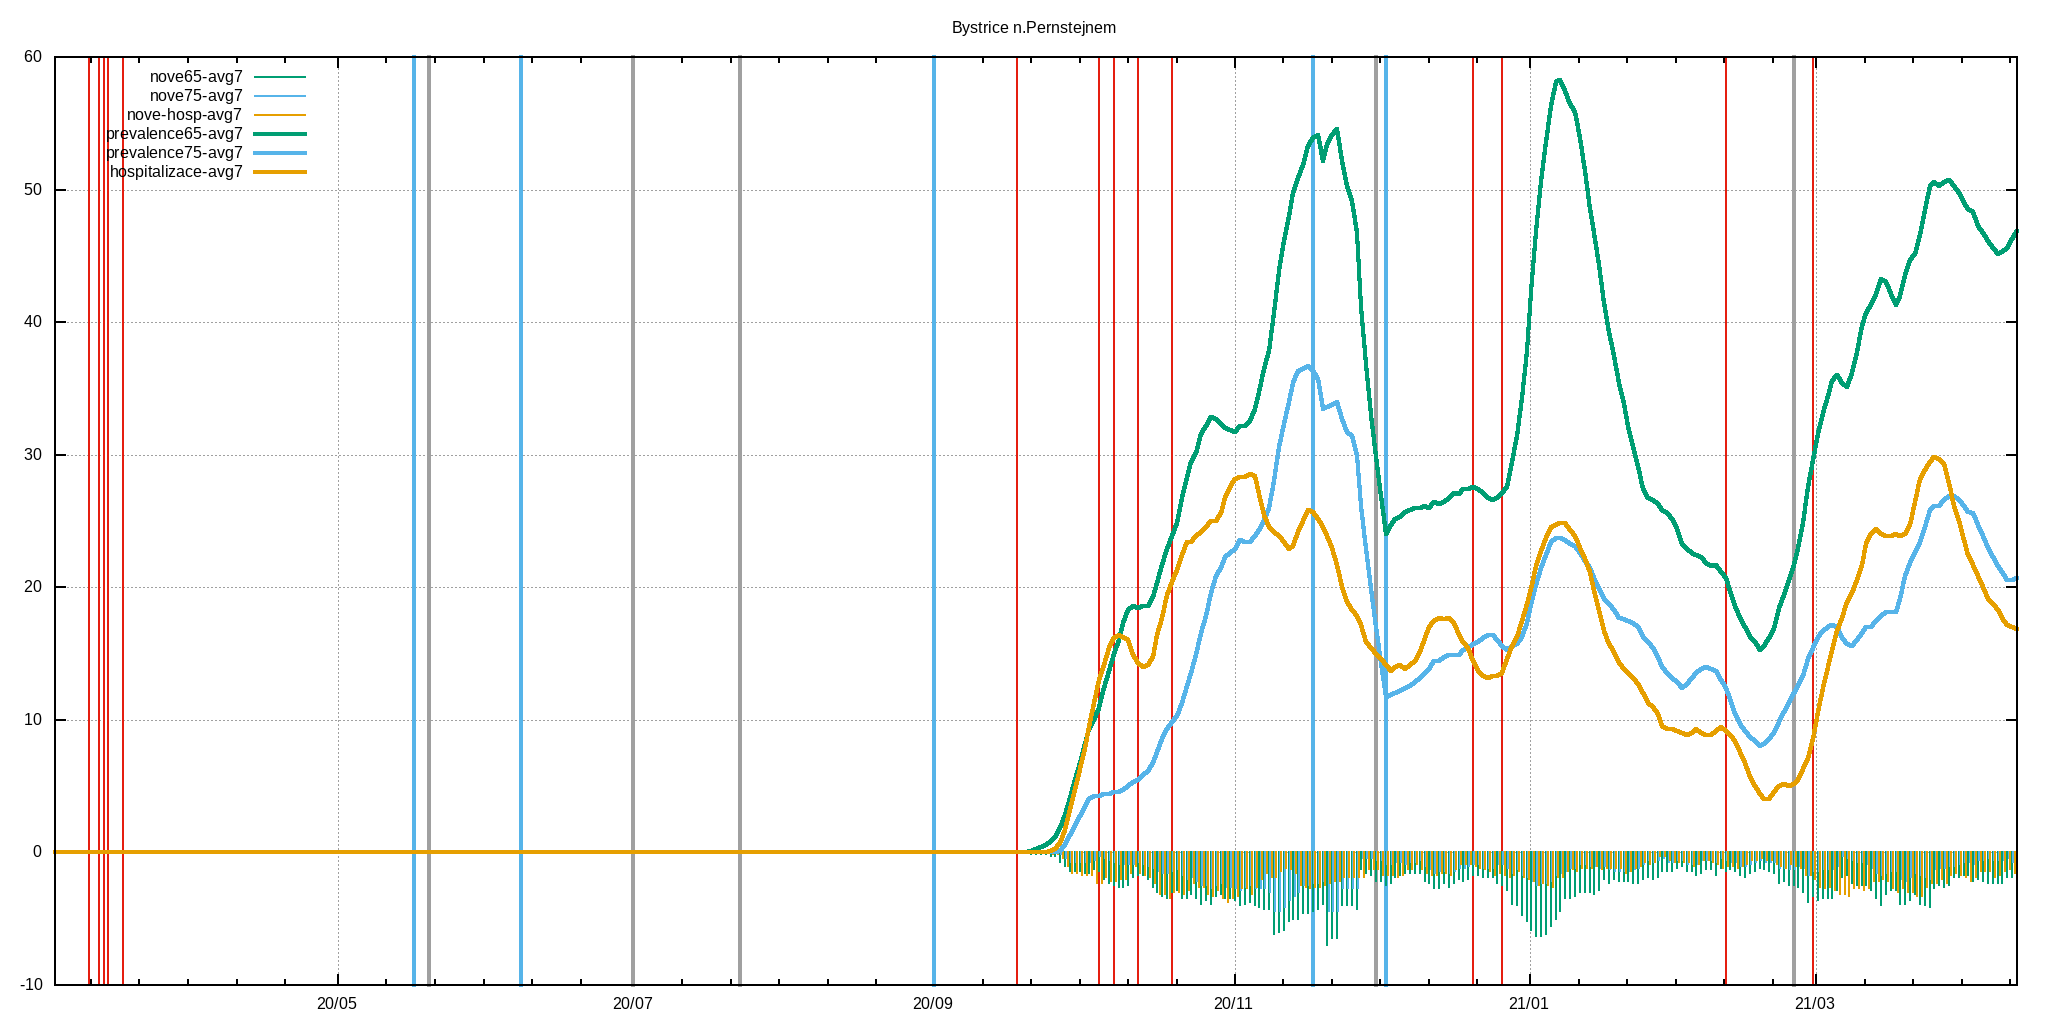 Bystrice n.Pernstejnem
60
nove65-avg7
nove75-avg7
nove-hosp-avg7
prevalence65-avg7
prevalence75-avg7
hospitalizace-avg7
50
40
30
20
10
0
-10
20/05 20/07 20/09 20/11 21/01 21/03